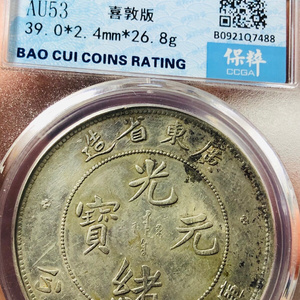 AU53
喜敦版
39.0*2.4mm*26.8g
B0921Q7488
BAO CUI COINS RATING
保粹
CCGA
造省東廣
光
寶 元
緒